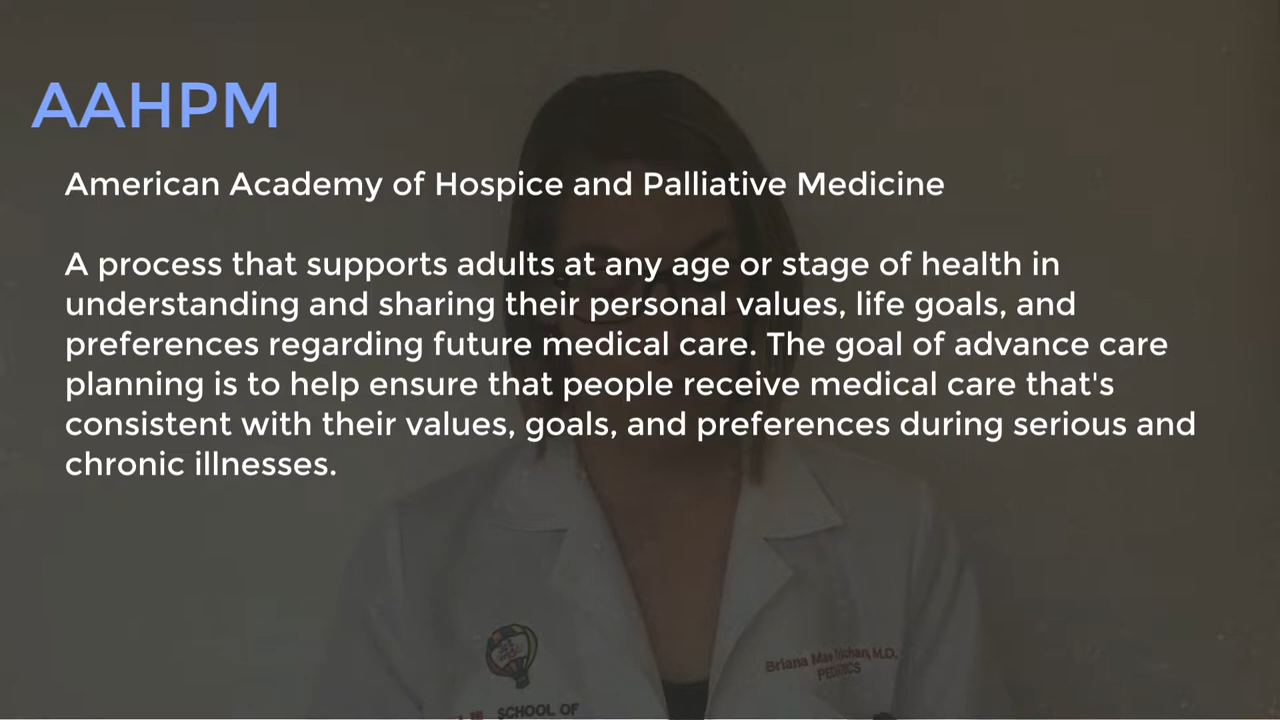 AAHPM
American Academy of Hospice and Palliative Medicine
A process that supports adults at any age or stage of health in
understanding and sharing their personal values, life goals, and
preferences regarding future medical care. The goal of advance care
planning is to help ensure that people receive medical care that's
consistent with their values, goals, and preferences during serious and
chronic illnesses.
Briana M.D.
SCHOOL OF